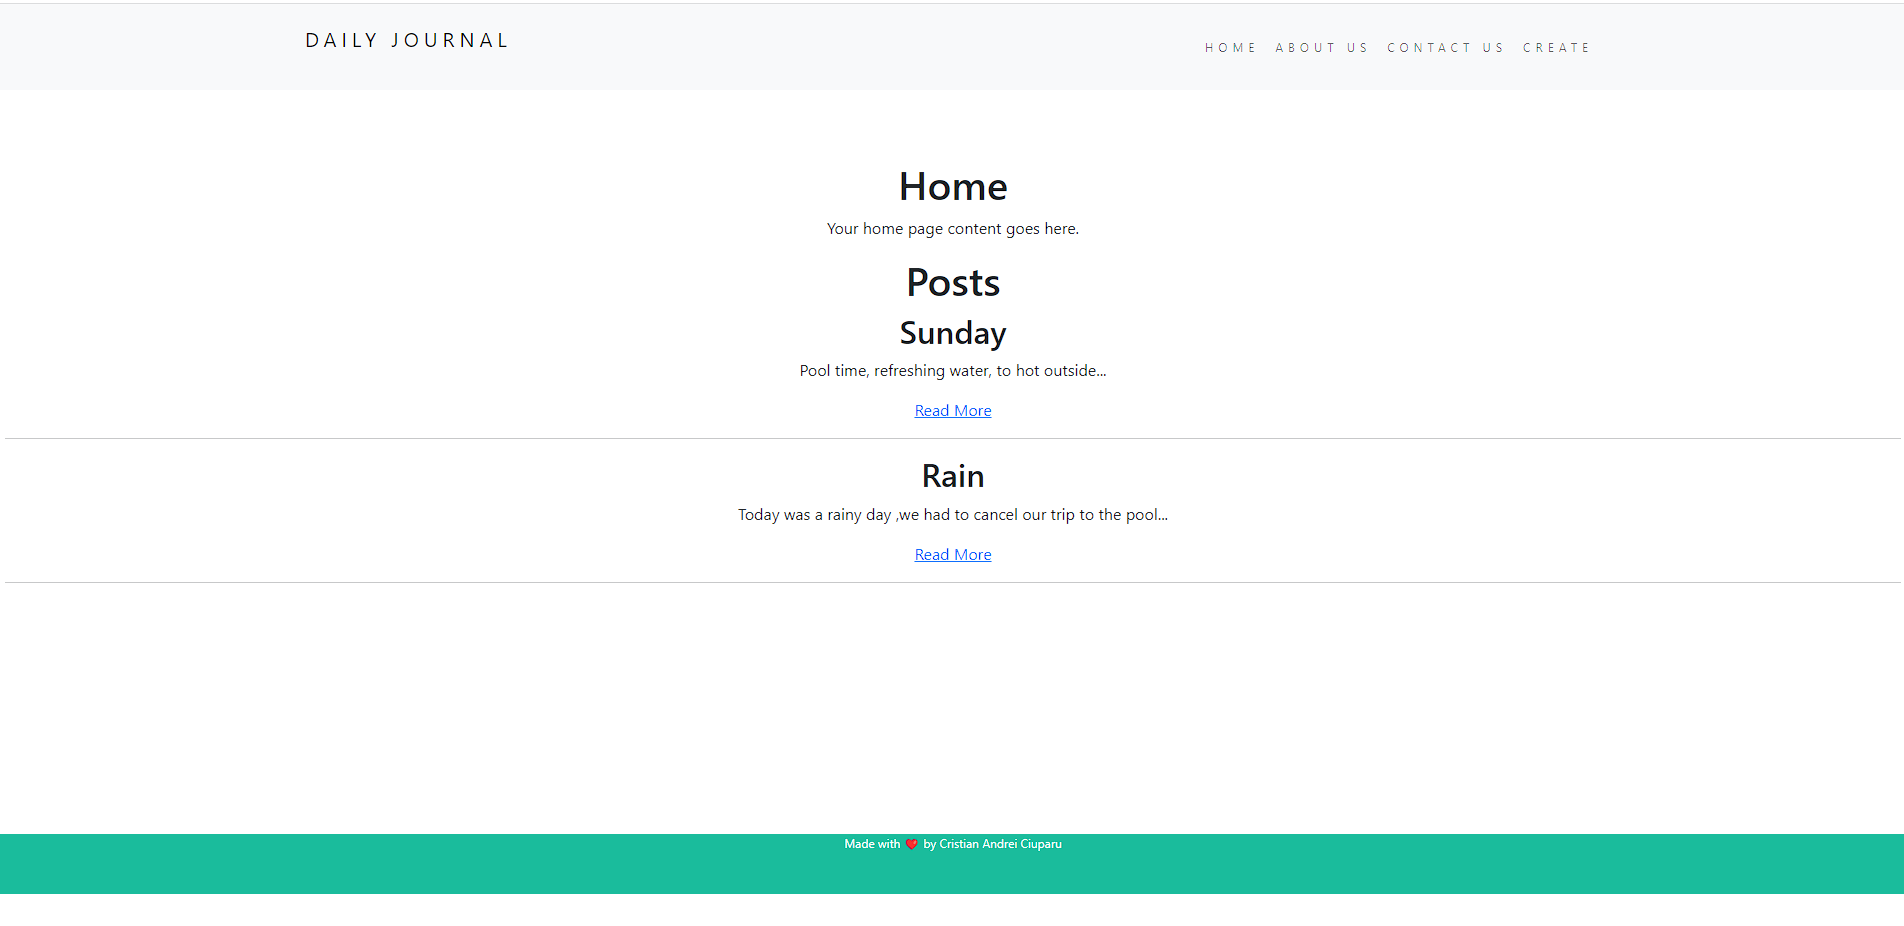 DAILY JOURNAL
HOME ABOUT US CONTACT US CREATE
Home
Your home page content goes here.
Posts
Sunday
Pool time, refreshing water, to hot outside...
Read More
Rain
Today was a rainy day ,we had to cancel our trip to the pool...
Read More
Made with ❤️ by Cristian Andrei Ciuparu